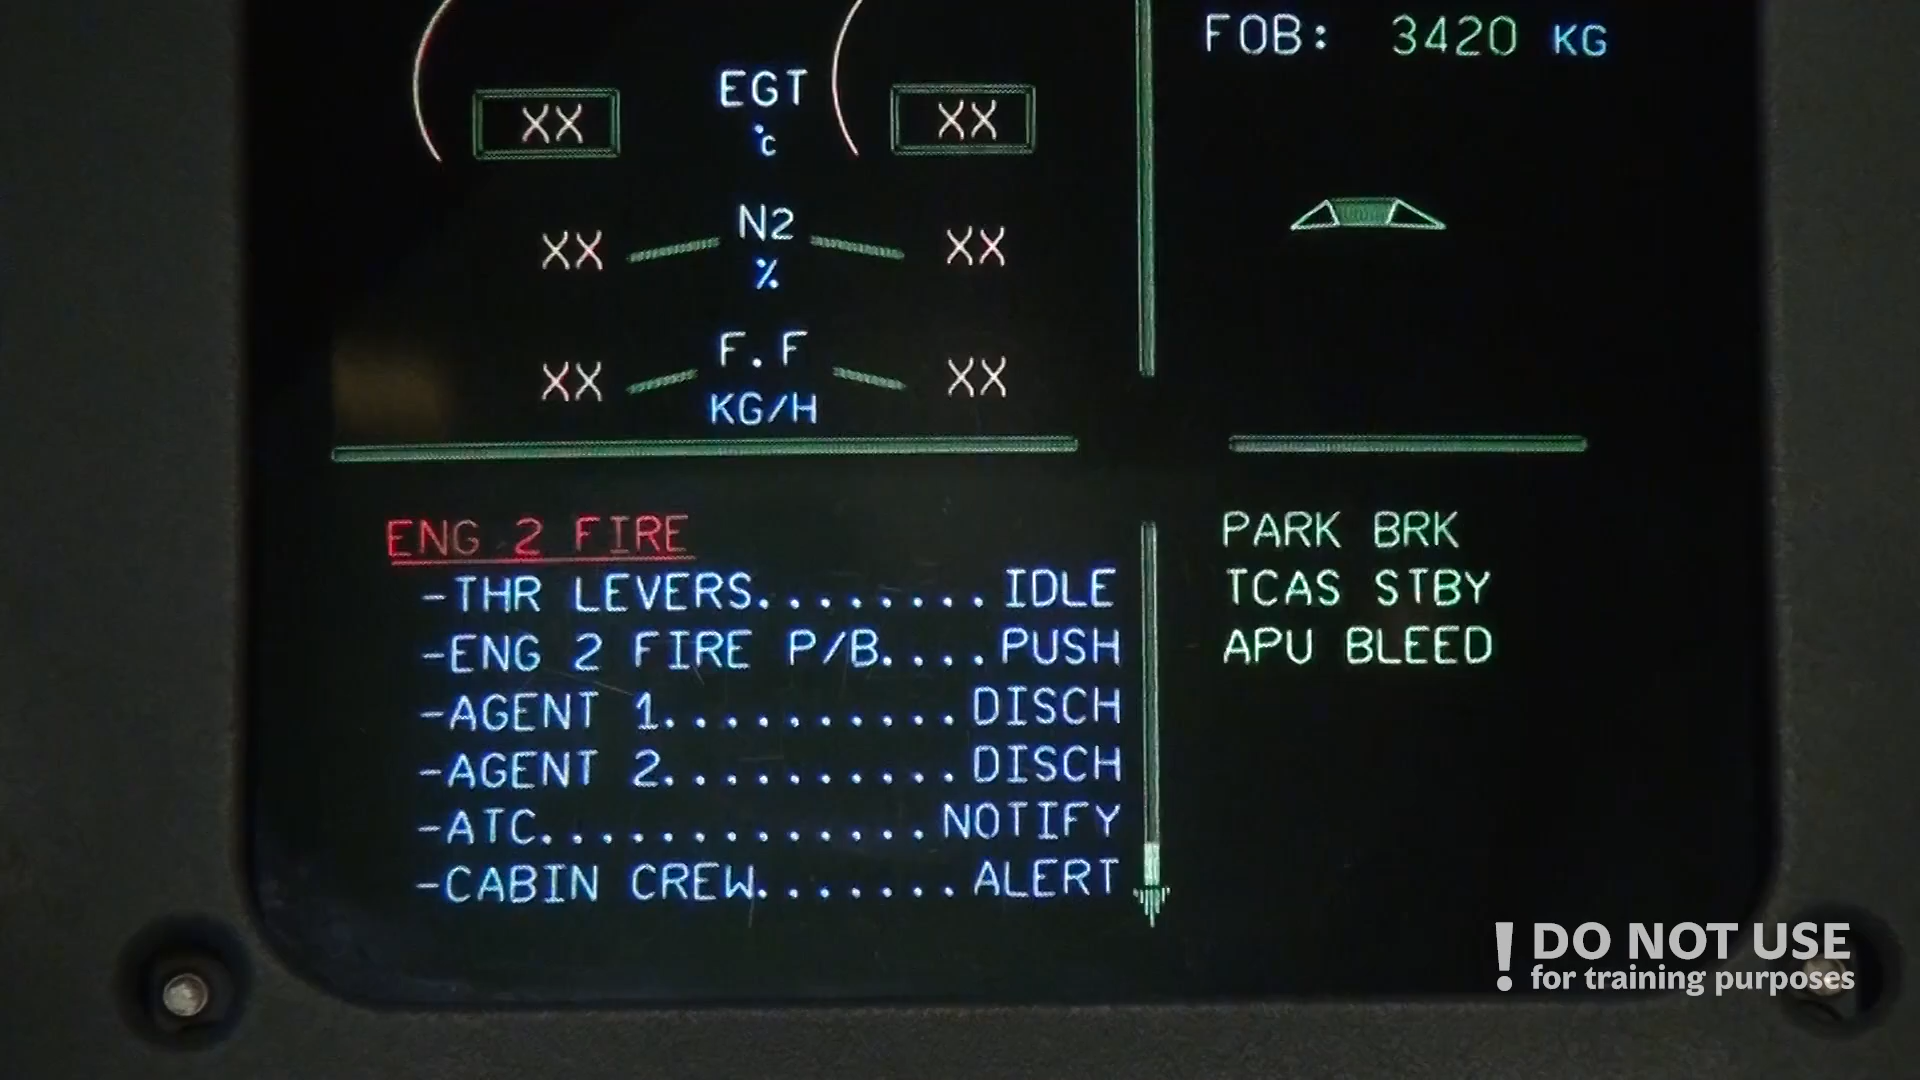 FOB: 3420 KG
XX EGT XX
°C
XX N2 XX
%
XX F.F XX
KG/H
ENG 2 FIRE
-THR LEVERS........IDLE
-ENG 2 FIRE P/B....PUSH
-AGENT 1..........DISCH
-AGENT 2..........DISCH
-ATC.............NOTIFY
-CABIN CREW.......ALERT
PARK BRK
TCAS STBY
APU BLEED
! DO NOT USE
for training purposes